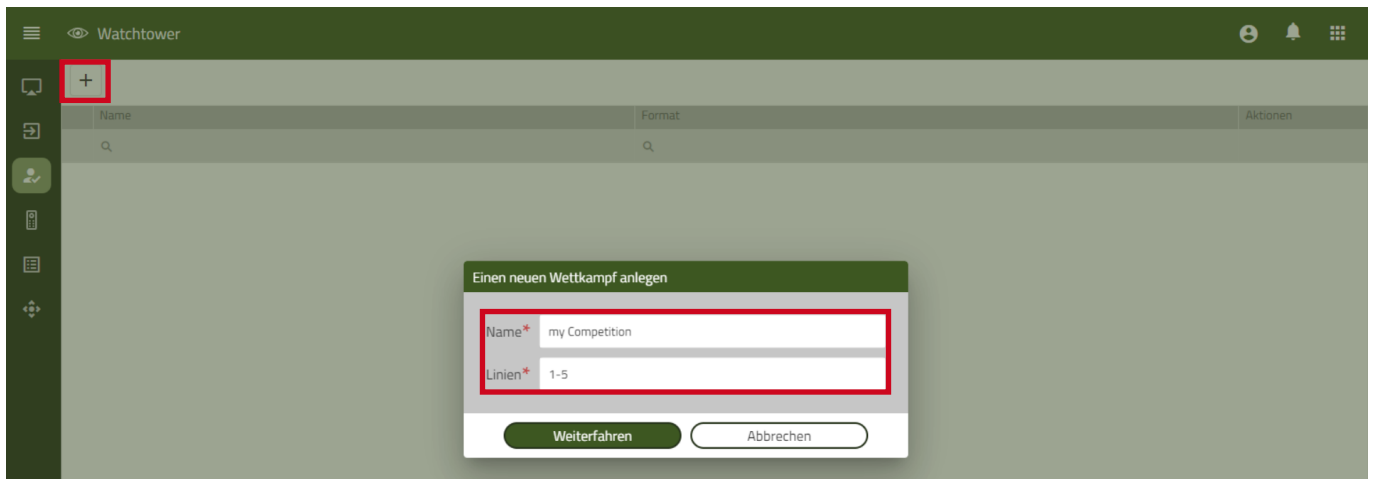 Watchtower
+
Name Format Aktionen
Einen neuen Wettkampf anlegen
Name* my Competition
Linien* 1-5
Weiterfahren Abbrechen